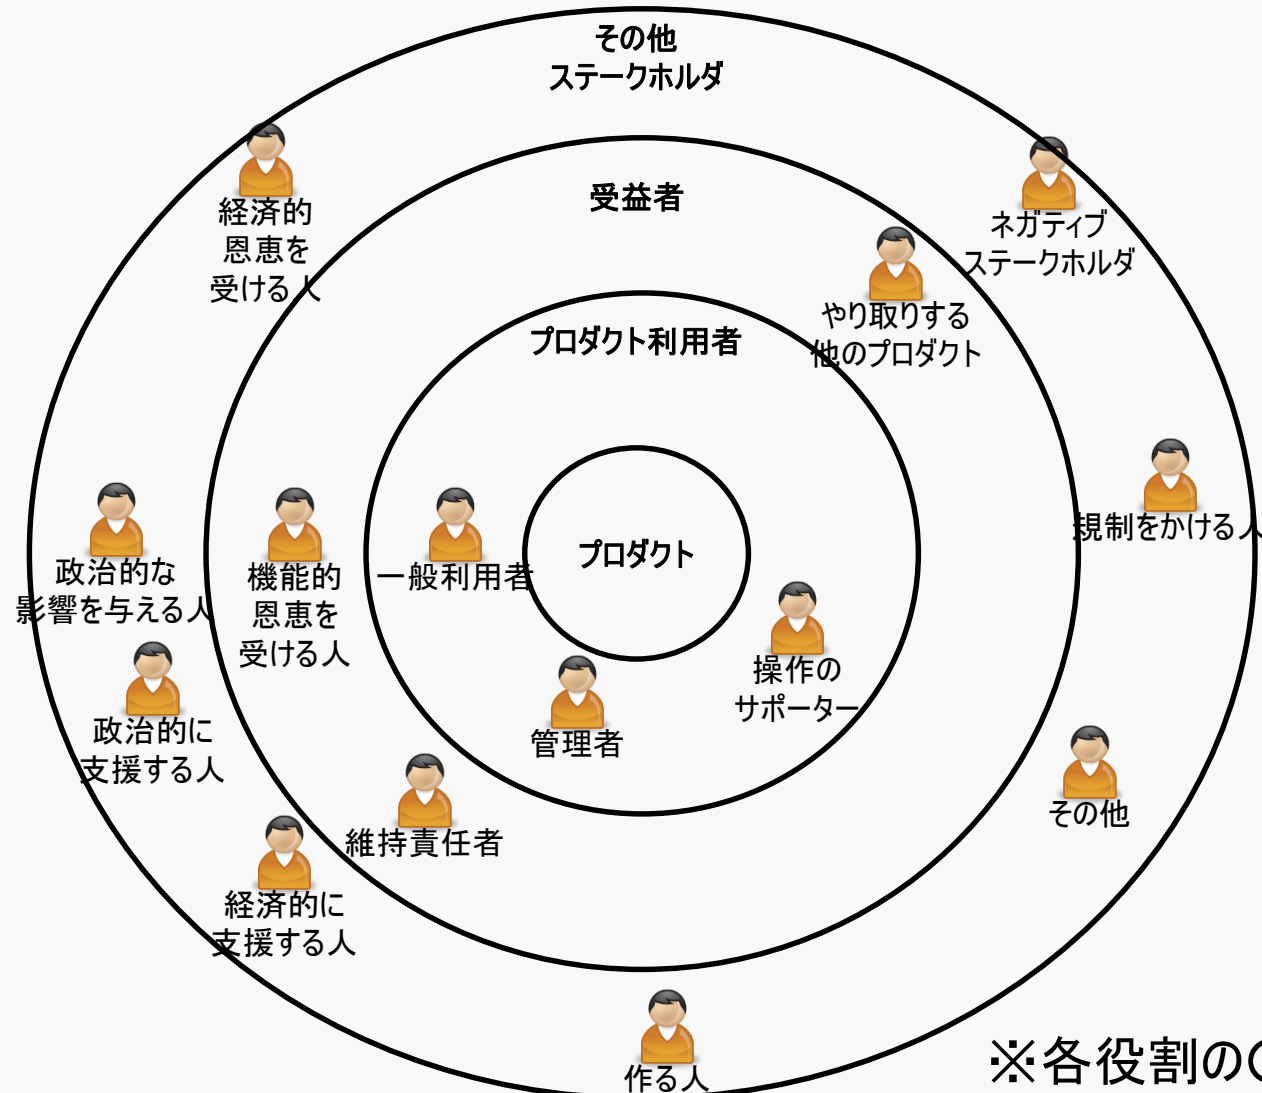 その他
ステークホルダ
経済的
恩恵を
受ける人
受益者
ネガティブ
ステークホルダ
やり取りする
他のプロダクト
プロダクト利用者
政治的な
影響を与える人
機能的
恩恵を
受ける人
一般利用者
プロダクト
規制をかける人
操作の
サポーター
政治的に
支援する人
管理者
維持責任者
その他
経済的に
支援する人
作る人
※各役割の